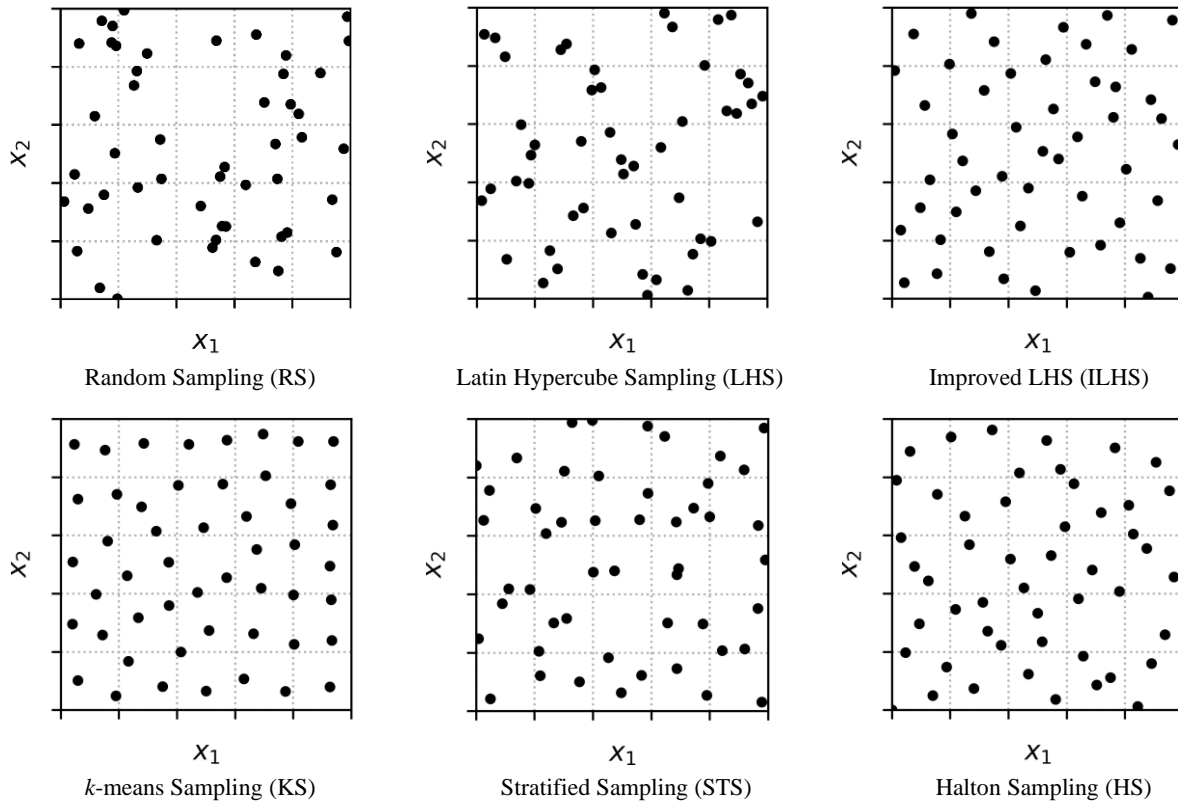 x2
x1
Random Sampling (RS)
x2
x1
Latin Hypercube Sampling (LHS)
x2
x1
Improved LHS (ILHS)
x2
x1
k-means Sampling (KS)
x2
x1
Stratified Sampling (STS)
x2
x1
Halton Sampling (HS)